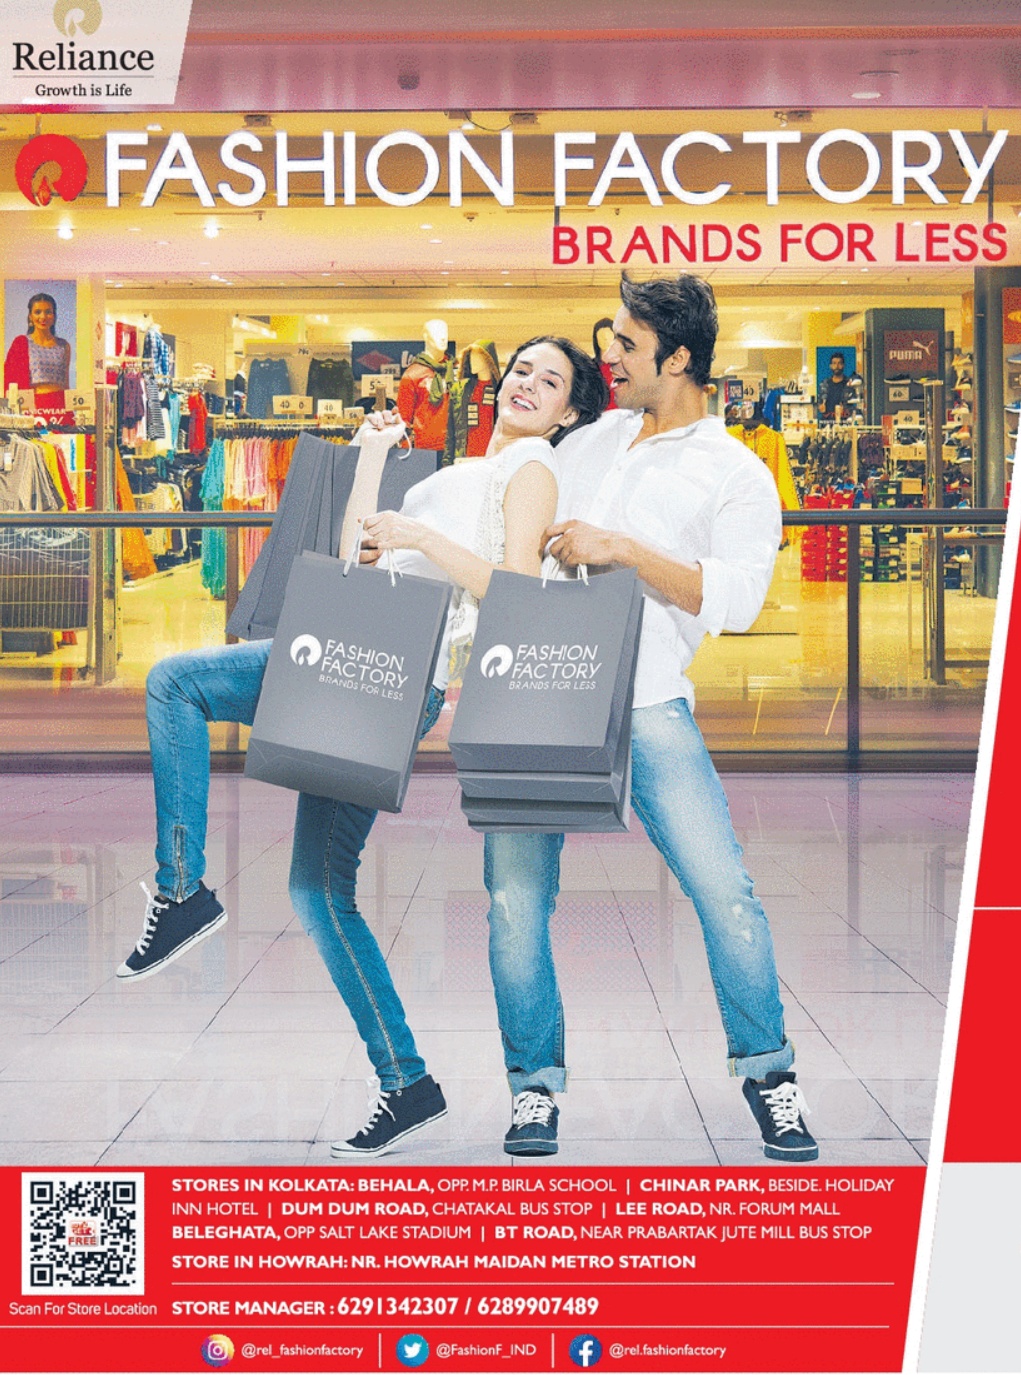 Reliance
Growth is Life
FASHION FACTORY
BRANDS FOR LESS
PUMA
50
40
FASHION
FACTORY
BRANDS FOR LESS
FASHION
FACTORY
BRANDS FOR LESS
FREE
STORES IN KOLKATA: BEHALA, OPP. M.P. BIRLA SCHOOL | CHINAR PARK, BESIDE. HOLIDAY
INN HOTEL | DUM DUM ROAD, CHATAKAL BUS STOP | LEE ROAD, NR. FORUM MALL
BELEGHATA, OPP SALT LAKE STADIUM | BT ROAD, NEAR PRABARTAK JUTE MILL BUS STOP
STORE IN HOWRAH: NR. HOWRAH MAIDAN METRO STATION
Scan For Store Location
STORE MANAGER : 6291342307 / 6289907489
@rel_fashionfactory
@FashionF_IND
@rel.fashionfactory